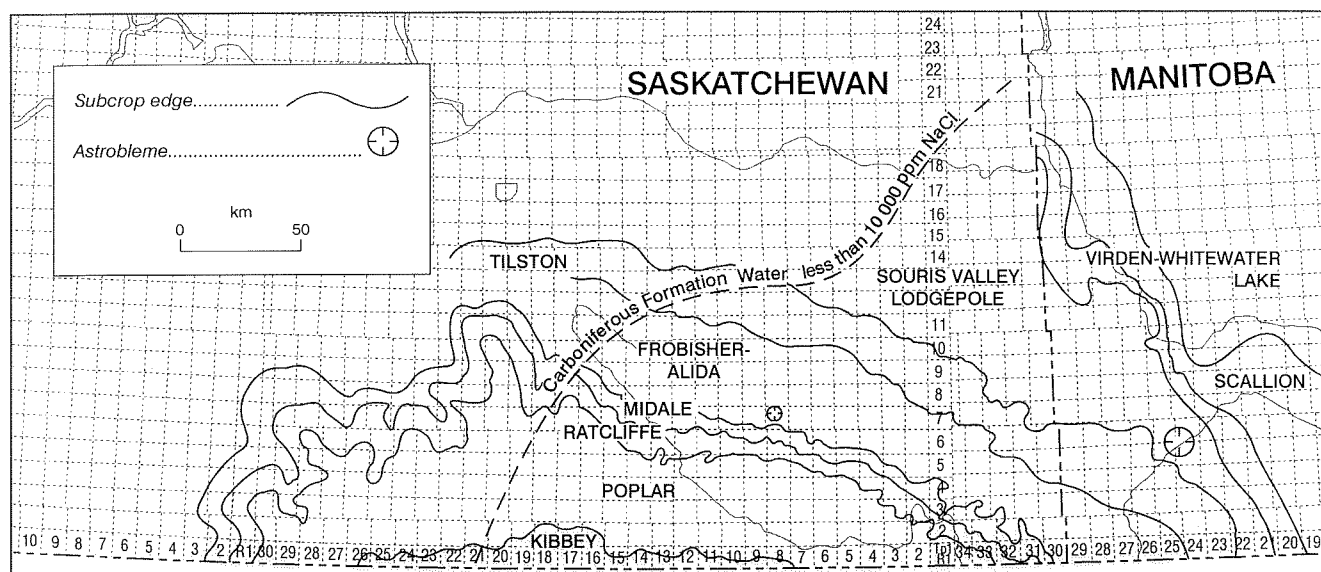 SASKATCHEWAN
MANITOBA
Subcrop edge
Astrobleme
km
0 50
24
23
22
21
18
17
16
15
14
11
10
9
8
7
6
5
4
3
2
Carboniferous Formation Water less than 10 000 ppm NaCl
TILSTON
SOURIS VALLEY
LODGEPOLE
VIRDEN-WHITEWATER
LAKE
FROBISHER-
ALIDA
SCALLION
MIDALE
RATCLIFFE
POPLAR
KIBBEY
10 9 8 7 6 5 4 3 2 R1 30 29 28 27 26 25 24 23 22 21 20 19 18 17 16 15 14 13 12 11 10 9 8 7 6 5 4 3 2 R1 34 33 32 31 30 29 28 27 26 25 24 23 22 21 20 19